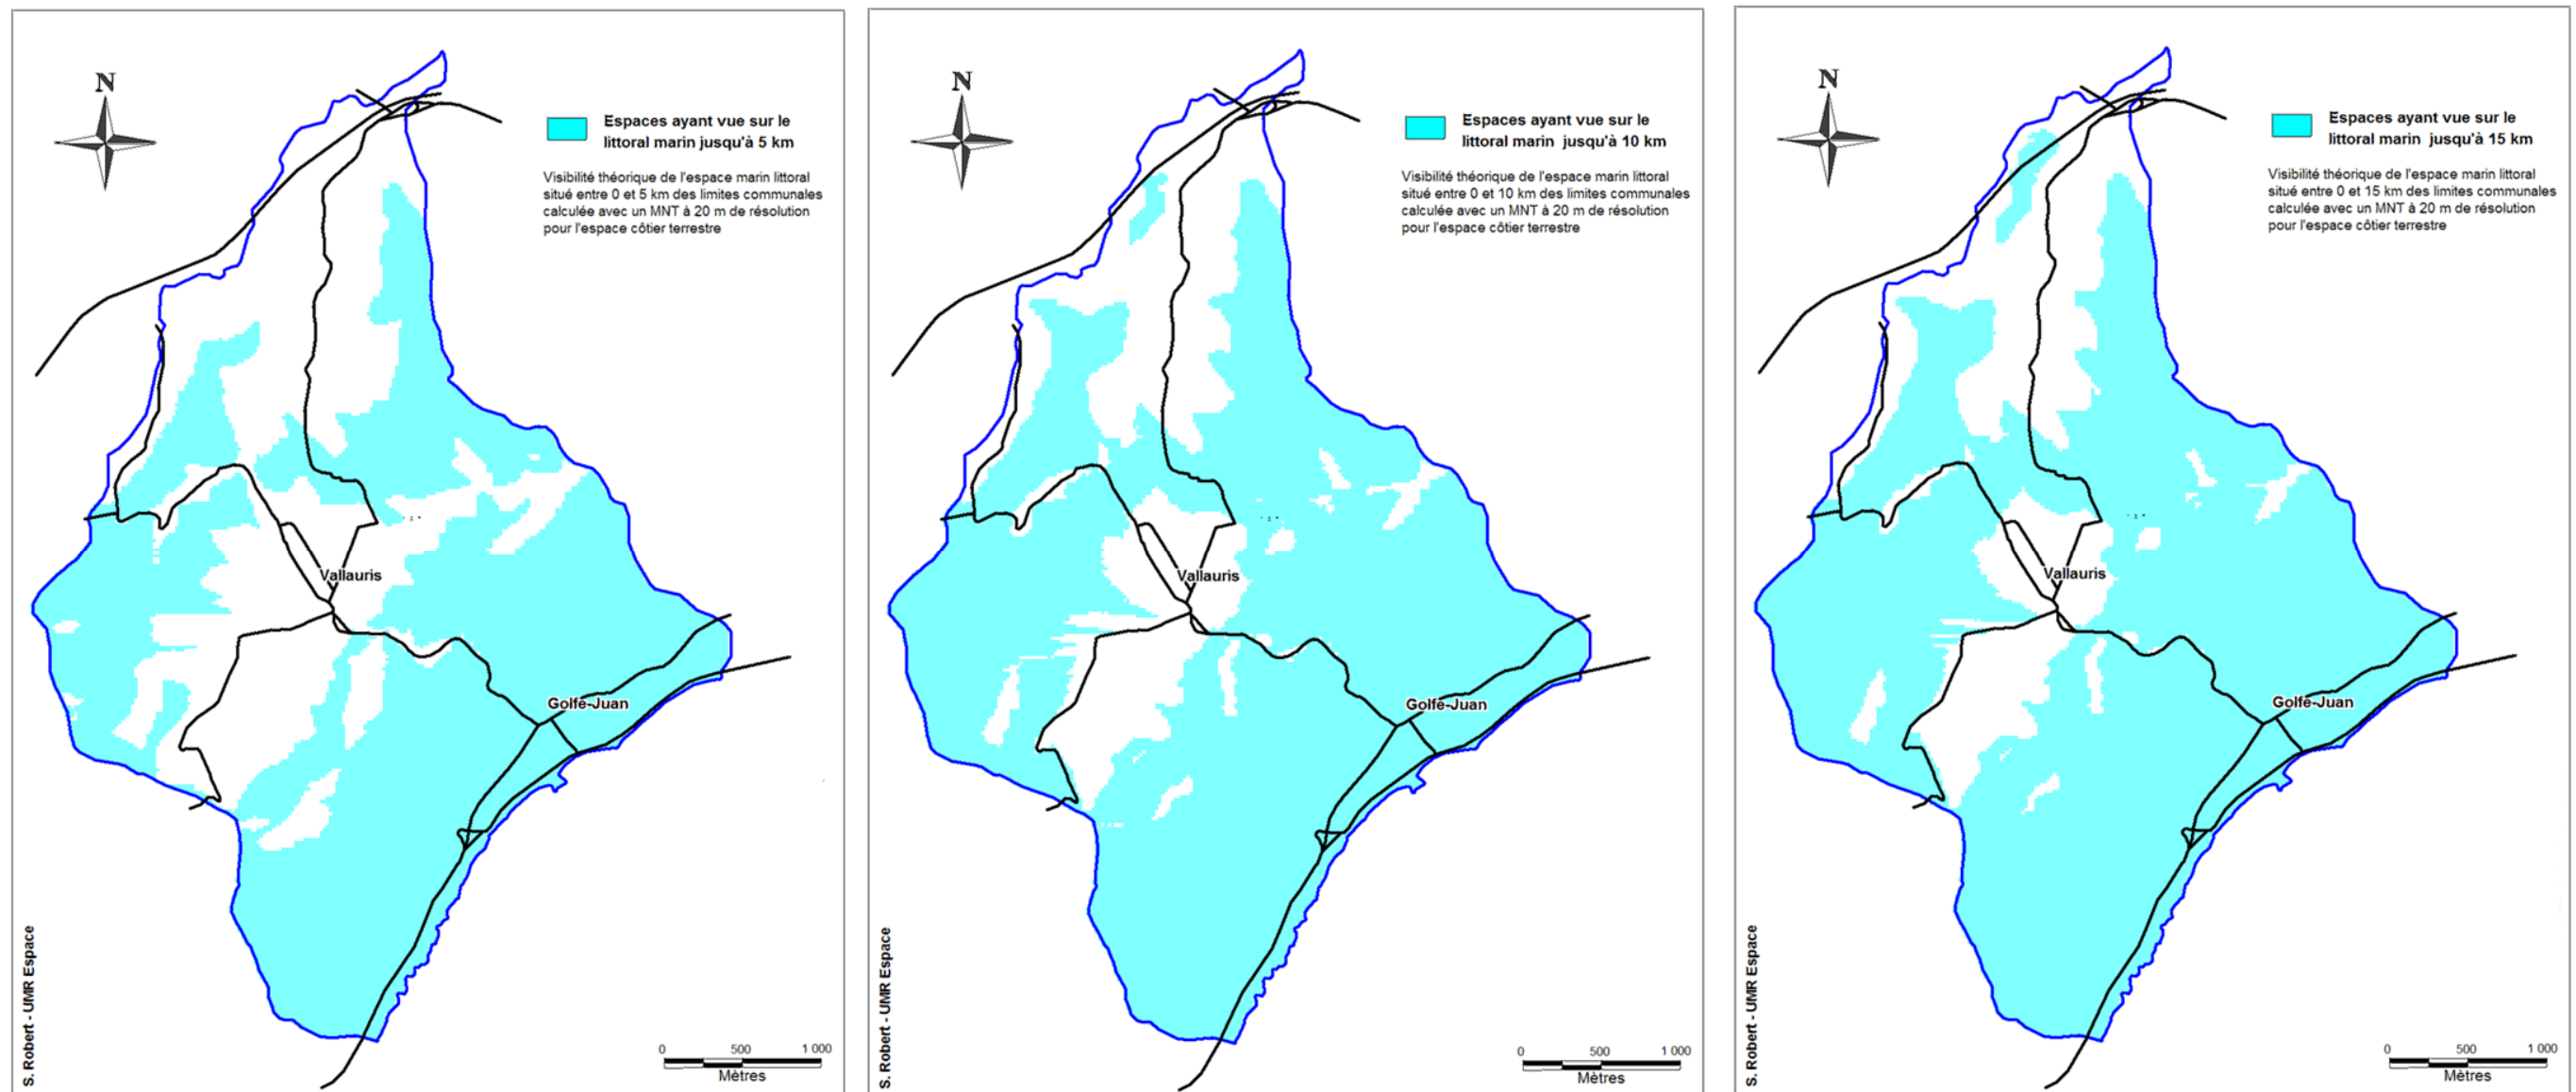 N
Espaces ayant vue sur le
littoral marin jusqu'à 5 km
Visibilité théorique de l'espace marin littoral
situé entre 0 et 5 km des limites communales
calculée avec un MNT à 20 m de résolution
pour l'espace côtier terrestre
Vallauris
Golfe-Juan
S. Robert - UMR Espace
0 500 1 000
Mètres
N
Espaces ayant vue sur le
littoral marin jusqu'à 10 km
Visibilité théorique de l'espace marin littoral
situé entre 0 et 10 km des limites communales
calculée avec un MNT à 20 m de résolution
pour l'espace côtier terrestre
Vallauris
Golfe-Juan
S. Robert - UMR Espace
0 500 1 000
Mètres
N
Espaces ayant vue sur le
littoral marin jusqu'à 15 km
Visibilité théorique de l'espace marin littoral
situé entre 0 et 15 km des limites communales
calculée avec un MNT à 20 m de résolution
pour l'espace côtier terrestre
Vallauris
Golfe-Juan
S. Robert - UMR Espace
0 500 1 000
Mètres